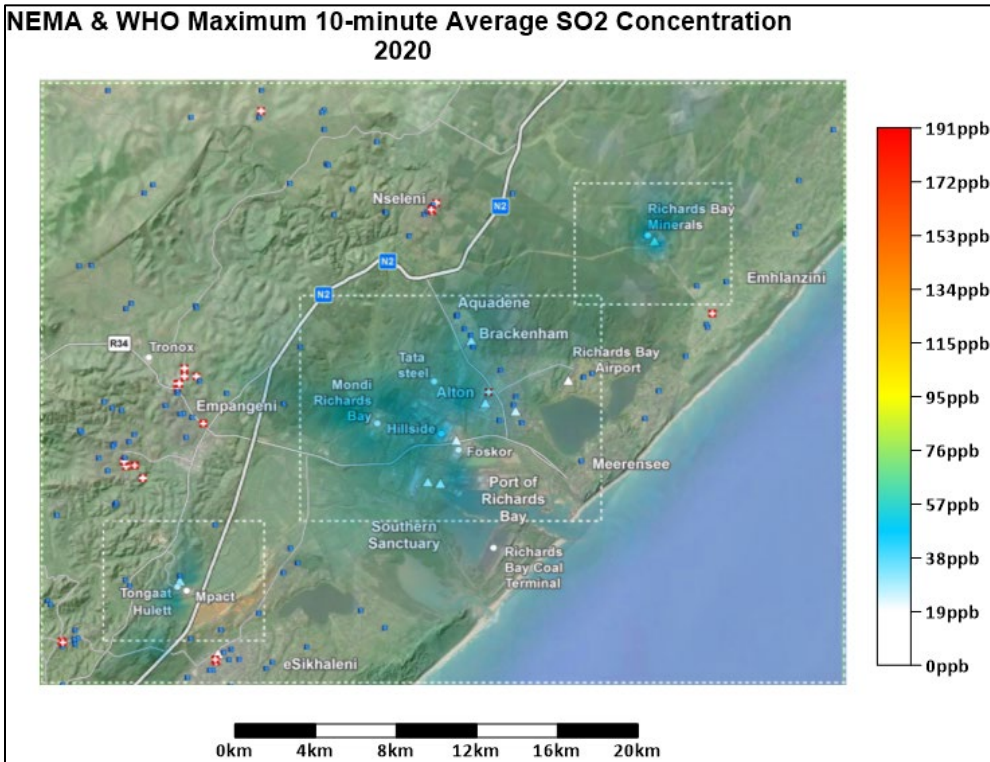 NEMA & WHO Maximum 10-minute Average SO2 Concentration
2020
191ppb
172ppb
153ppb
134ppb
115ppb
95ppb
76ppb
57ppb
38ppb
19ppb
0ppb
Nseleni
N2
Richards Bay
Minerals
N2
Emhlanzini
N2
Aquadene
Brackenham
R34
Tronox
Tata
steel
Richards Bay
Airport
Mondi
Richards
Bay
Alton
Empangeni
Hillside
Foskor
Meerensee
Port of
Richards
Bay
Southern
Sanctuary
Richards
Bay Coal
Terminal
Tongaat
Hulett
Mpact
eSikhaleni
0km 4km 8km 12km 16km 20km